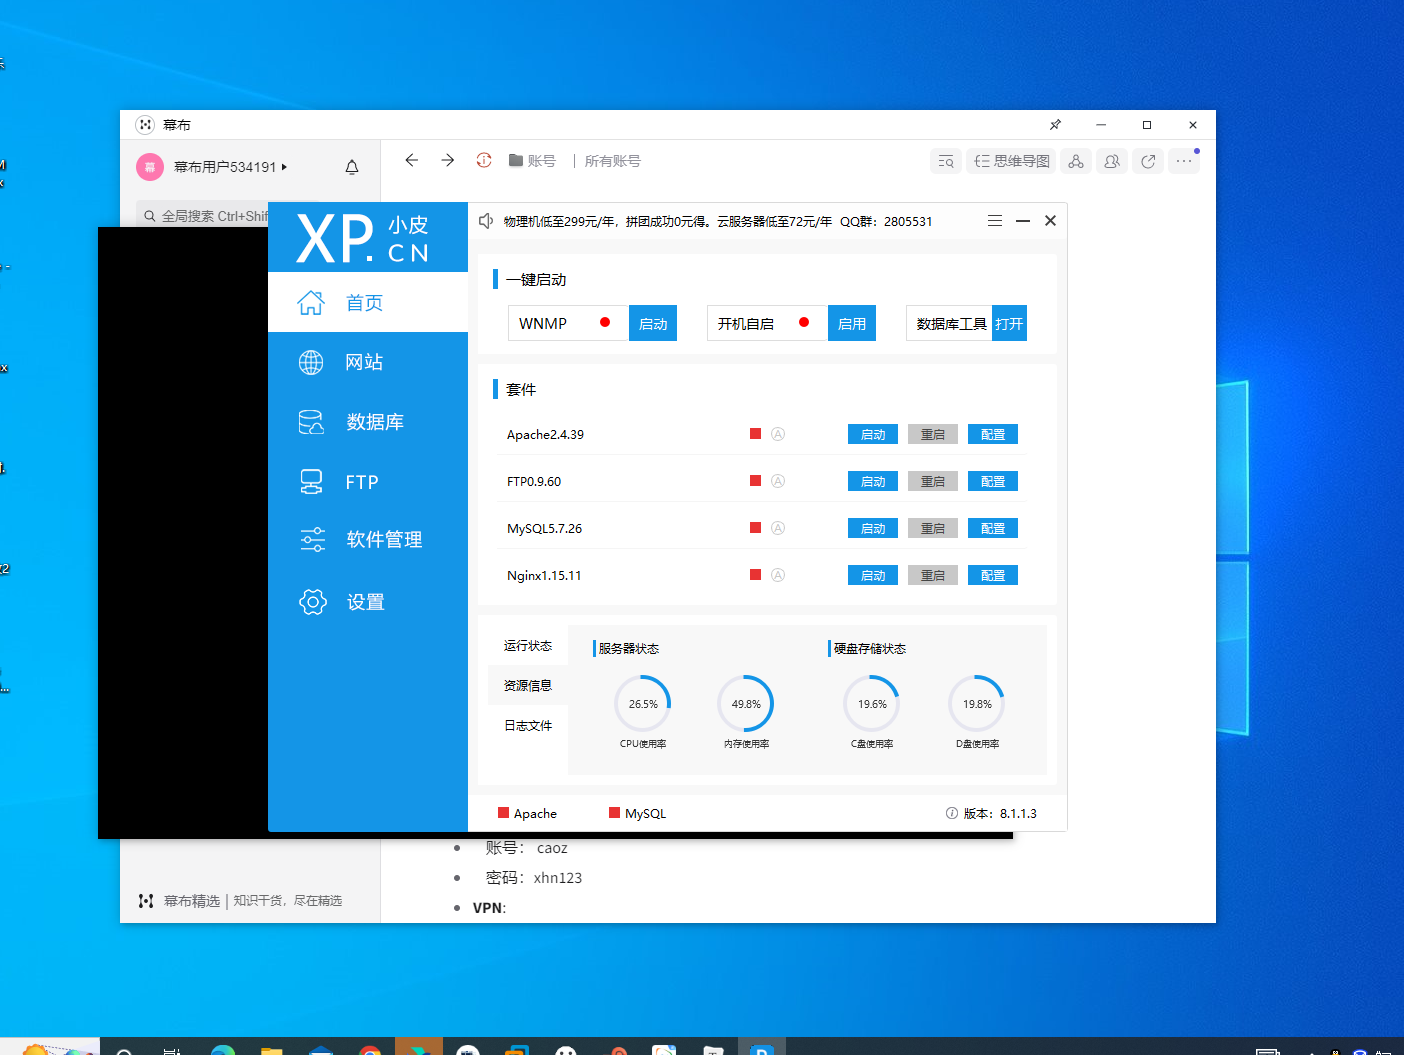 幕布
幕布用户534191
账号 | 所有账号
思维导图
全局搜索 Ctrl+Shif
XP.
小皮
CN
物理机低至299元/年，拼团成功0元得。云服务器低至72元/年 QQ群：2805531
首页
网站
数据库
FTP
软件管理
设置
一键启动
WNMP 启动
开机自启 启用
数据库工具 打开
套件
Apache2.4.39 启动 重启 配置
FTP0.9.60 启动 重启 配置
MySQL5.7.26 启动 重启 配置
Nginx1.15.11 启动 重启 配置
运行状态
资源信息
日志文件
服务器状态
26.5%
CPU使用率
49.8%
内存使用率
硬盘存储状态
19.6%
C盘使用率
19.8%
D盘使用率
Apache
MySQL
版本：8.1.1.3
账号： caoz
密码：xhn123
VPN:
幕布精选 | 知识干货，尽在精选